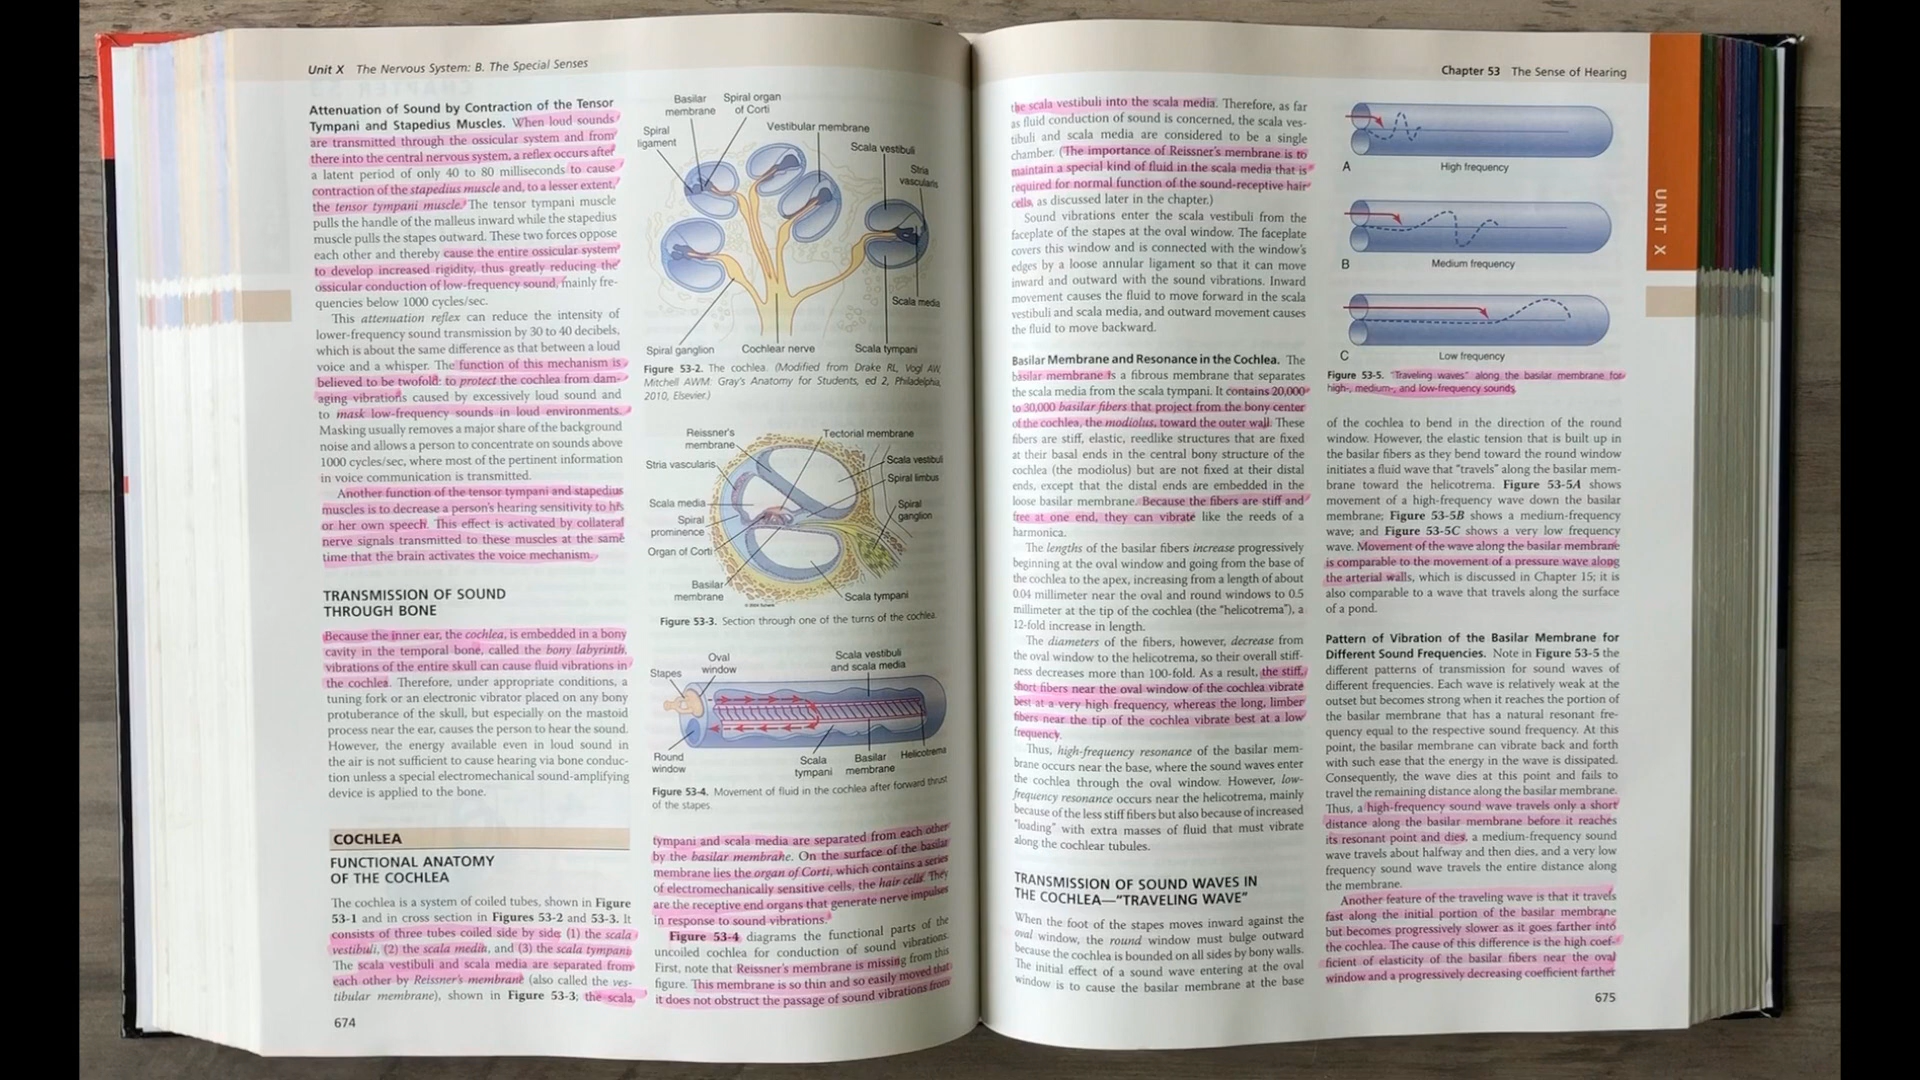 Unit X The Nervous System: B. The Special Senses
Attenuation of Sound by Contraction of the Tensor
Tympani and Stapedius Muscles. When loud sounds
are transmitted through the ossicular system and from
there into the central nervous system, a reflex occurs after
a latent period of only 40 to 80 milliseconds to cause
contraction of the stapedius muscle and, to a lesser extent,
the tensor tympani muscle. The tensor tympani muscle
pulls the handle of the malleus inward while the stapedius
muscle pulls the stapes outward. These two forces oppose
each other and thereby cause the entire ossicular system
to develop increased rigidity, thus greatly reducing the
ossicular conduction of low-frequency sound, mainly fre-
quencies below 1000 cycles/sec.
This attenuation reflex can reduce the intensity of
lower-frequency sound transmission by 30 to 40 decibels,
which is about the same difference as that between a loud
voice and a whisper. The function of this mechanism is
believed to be twofold: to protect the cochlea from dam-
aging vibrations caused by excessively loud sound and
to mask low-frequency sounds in loud environments.
Masking usually removes a major share of the background
noise and allows a person to concentrate on sounds above
1000 cycles/sec, where most of the pertinent information
in voice communication is transmitted.
Another function of the tensor tympani and stapedius
muscles is to decrease a person's hearing sensitivity to his
or her own speech. This effect is activated by collateral
nerve signals transmitted to these muscles at the same
time that the brain activates the voice mechanism.
TRANSMISSION OF SOUND
THROUGH BONE
Because the inner ear, the cochlea, is embedded in a bony
cavity in the temporal bone, called the bony labyrinth,
vibrations of the entire skull can cause fluid vibrations in
the cochlea. Therefore, under appropriate conditions, a
tuning fork or an electronic vibrator placed on any bony
protuberance of the skull, but especially on the mastoid
process near the ear, causes the person to hear the sound.
However, the energy available even in loud sound in
the air is not sufficient to cause hearing via bone conduc-
tion unless a special electromechanical sound-amplifying
device is applied to the bone.
COCHLEA
FUNCTIONAL ANATOMY
OF THE COCHLEA
The cochlea is a system of coiled tubes, shown in Figure
53-1 and in cross section in Figures 53-2 and 53-3. It
consists of three tubes coiled side by side: (1) the scala
vestibuli, (2) the scala media, and (3) the scala tympani.
The scala vestibuli and scala media are separated from
each other by Reissner's membrane (also called the ves-
tibular membrane), shown in Figure 53-3; the scala
674
Basilar membrane
Spiral organ of Corti
Spiral ligament
Vestibular membrane
Scala vestibuli
Stria vascularis
Scala media
Spiral ganglion
Cochlear nerve
Scala tympani
Figure 53-2. The cochlea. (Modified from Drake RL, Vogl AW,
Mitchell AWM: Gray's Anatomy for Students, ed 2, Philadelphia,
2010, Elsevier.)
Reissner's membrane
Tectorial membrane
Stria vascularis
Scala vestibuli
Spiral limbus
Scala media
Spiral prominence
Spiral ganglion
Organ of Corti
Basilar membrane
Scala tympani
Figure 53-3. Section through one of the turns of the cochlea.
Stapes
Oval window
Scala vestibuli and scala media
Round window
Scala tympani
Basilar membrane
Helicotrema
Figure 53-4. Movement of fluid in the cochlea after forward thrust
of the stapes.
tympani and scala media are separated from each other
by the basilar membrane. On the surface of the basilar
membrane lies the organ of Corti, which contains a series
of electromechanically sensitive cells, the hair cells. They
are the receptive end organs that generate nerve impulses
in response to sound vibrations.
Figure 53-4 diagrams the functional parts of the
uncoiled cochlea for conduction of sound vibrations.
First, note that Reissner's membrane is missing from this
figure. This membrane is so thin and so easily moved that
it does not obstruct the passage of sound vibrations from
Chapter 53 The Sense of Hearing
the scala vestibuli into the scala media. Therefore, as far
as fluid conduction of sound is concerned, the scala ves-
tibuli and scala media are considered to be a single
chamber. (The importance of Reissner's membrane is to
maintain a special kind of fluid in the scala media that is
required for normal function of the sound-receptive hair
cells, as discussed later in the chapter.)
Sound vibrations enter the scala vestibuli from the
faceplate of the stapes at the oval window. The faceplate
covers this window and is connected with the window's
edges by a loose annular ligament so that it can move
inward and outward with the sound vibrations. Inward
movement causes the fluid to move forward in the scala
vestibuli and scala media, and outward movement causes
the fluid to move backward.
Basilar Membrane and Resonance in the Cochlea. The
basilar membrane is a fibrous membrane that separates
the scala media from the scala tympani. It contains 20,000
to 30,000 basilar fibers that project from the bony center
of the cochlea, the modiolus, toward the outer wall. These
fibers are stiff, elastic, reedlike structures that are fixed
at their basal ends in the central bony structure of the
cochlea (the modiolus) but are not fixed at their distal
ends, except that the distal ends are embedded in the
loose basilar membrane. Because the fibers are stiff and
free at one end, they can vibrate like the reeds of a
harmonica.
The lengths of the basilar fibers increase progressively
beginning at the oval window and going from the base of
the cochlea to the apex, increasing from a length of about
0.04 millimeter near the oval and round windows to 0.5
millimeter at the tip of the cochlea (the "helicotrema"), a
12-fold increase in length.
The diameters of the fibers, however, decrease from
the oval window to the helicotrema, so their overall stiff-
ness decreases more than 100-fold. As a result, the stiff,
short fibers near the oval window of the cochlea vibrate
best at a very high frequency, whereas the long, limber
fibers near the tip of the cochlea vibrate best at a low
frequency.
Thus, high-frequency resonance of the basilar mem-
brane occurs near the base, where the sound waves enter
the cochlea through the oval window. However, low-
frequency resonance occurs near the helicotrema, mainly
because of the less stiff fibers but also because of increased
"loading" with extra masses of fluid that must vibrate
along the cochlear tubules.
TRANSMISSION OF SOUND WAVES IN
THE COCHLEA—"TRAVELING WAVE"
When the foot of the stapes moves inward against the
oval window, the round window must bulge outward
because the cochlea is bounded on all sides by bony walls.
The initial effect of a sound wave entering at the oval
window is to cause the basilar membrane at the base
A High frequency
B Medium frequency
C Low frequency
Figure 53-5. "Traveling waves" along the basilar membrane for
high-, medium-, and low-frequency sounds.
of the cochlea to bend in the direction of the round
window. However, the elastic tension that is built up in
the basilar fibers as they bend toward the round window
initiates a fluid wave that "travels" along the basilar mem-
brane toward the helicotrema. Figure 53-5A shows
movement of a high-frequency wave down the basilar
membrane; Figure 53-5B shows a medium-frequency
wave; and Figure 53-5C shows a very low frequency
wave. Movement of the wave along the basilar membrane
is comparable to the movement of a pressure wave along
the arterial walls, which is discussed in Chapter 15; it is
also comparable to a wave that travels along the surface
of a pond.
Pattern of Vibration of the Basilar Membrane for
Different Sound Frequencies. Note in Figure 53-5 the
different patterns of transmission for sound waves of
different frequencies. Each wave is relatively weak at the
outset but becomes strong when it reaches the portion of
the basilar membrane that has a natural resonant fre-
quency equal to the respective sound frequency. At this
point, the basilar membrane can vibrate back and forth
with such ease that the energy in the wave is dissipated.
Consequently, the wave dies at this point and fails to
travel the remaining distance along the basilar membrane.
Thus, a high-frequency sound wave travels only a short
distance along the basilar membrane before it reaches
its resonant point and dies, a medium-frequency sound
wave travels about halfway and then dies, and a very low
frequency sound wave travels the entire distance along
the membrane.
Another feature of the traveling wave is that it travels
fast along the initial portion of the basilar membrane
but becomes progressively slower as it goes farther into
the cochlea. The cause of this difference is the high coef-
ficient of elasticity of the basilar fibers near the oval
window and a progressively decreasing coefficient farther
675
UNIT X